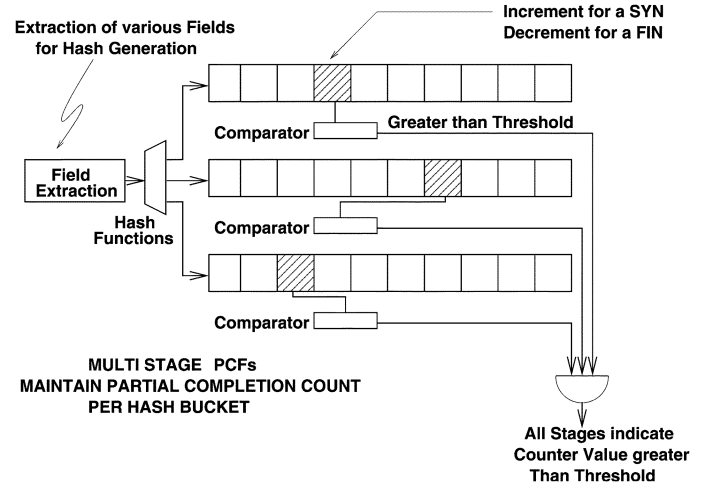 Extraction of various Fields
for Hash Generation
Increment for a SYN
Decrement for a FIN
Comparator
Greater than Threshold
Field
Extraction
Hash
Functions
Comparator
Comparator
MULTI STAGE PCFs
MAINTAIN PARTIAL COMPLETION COUNT
PER HASH BUCKET
All Stages indicate
Counter Value greater
Than Threshold